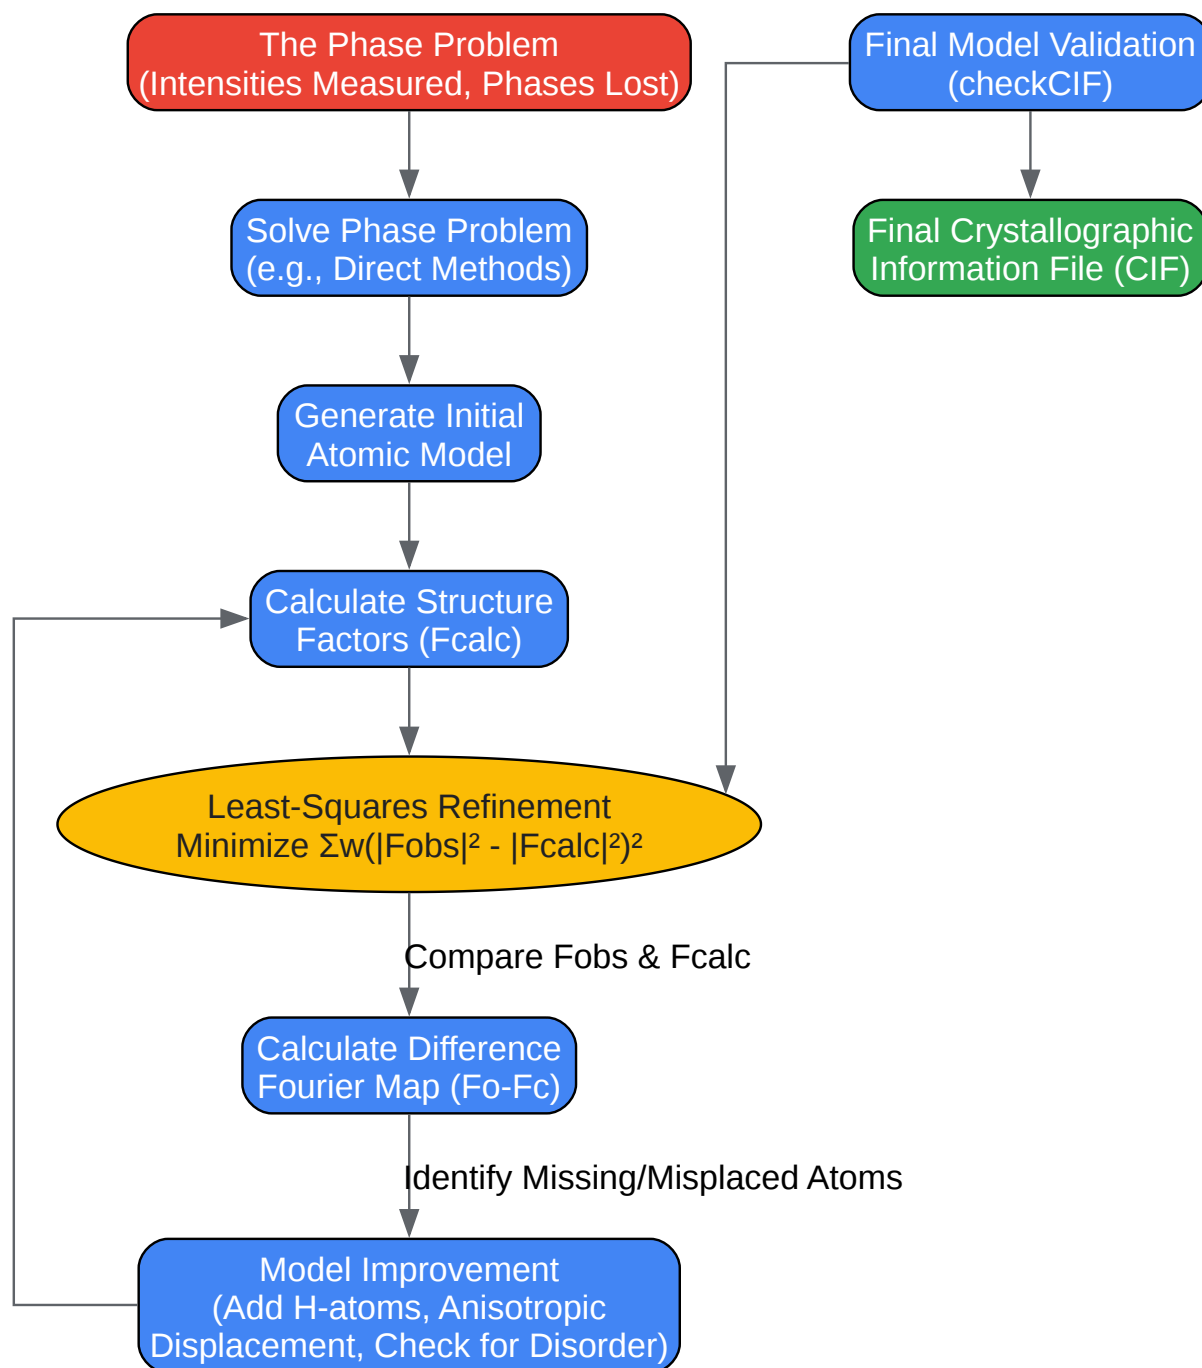 The Phase Problem
(Intensities Measured, Phases Lost)
Final Model Validation
(checkCIF)
Solve Phase Problem
(e.g., Direct Methods)
Final Crystallographic
Information File (CIF)
Generate Initial
Atomic Model
Calculate Structure
Factors (Fcalc)
Least-Squares Refinement
Minimize Σw(|Fobs|² - |Fcalc|²)²
Compare Fobs & Fcalc
Calculate Difference
Fourier Map (Fo-Fc)
Identify Missing/Misplaced Atoms
Model Improvement
(Add H-atoms, Anisotropic
Displacement, Check for Disorder)